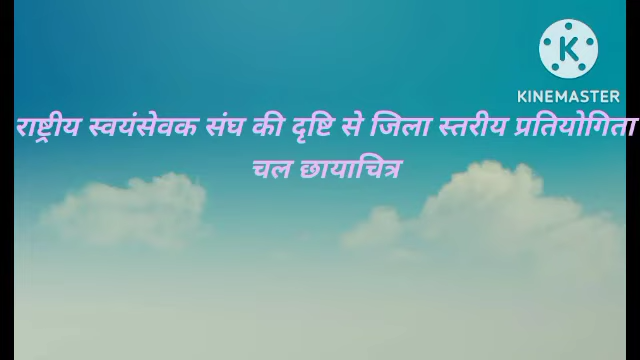 KINEMASTER
राष्ट्रीय स्वयंसेवक संघ की दृष्टि से जिला स्तरीय प्रतियोगिता
चल छायाचित्र